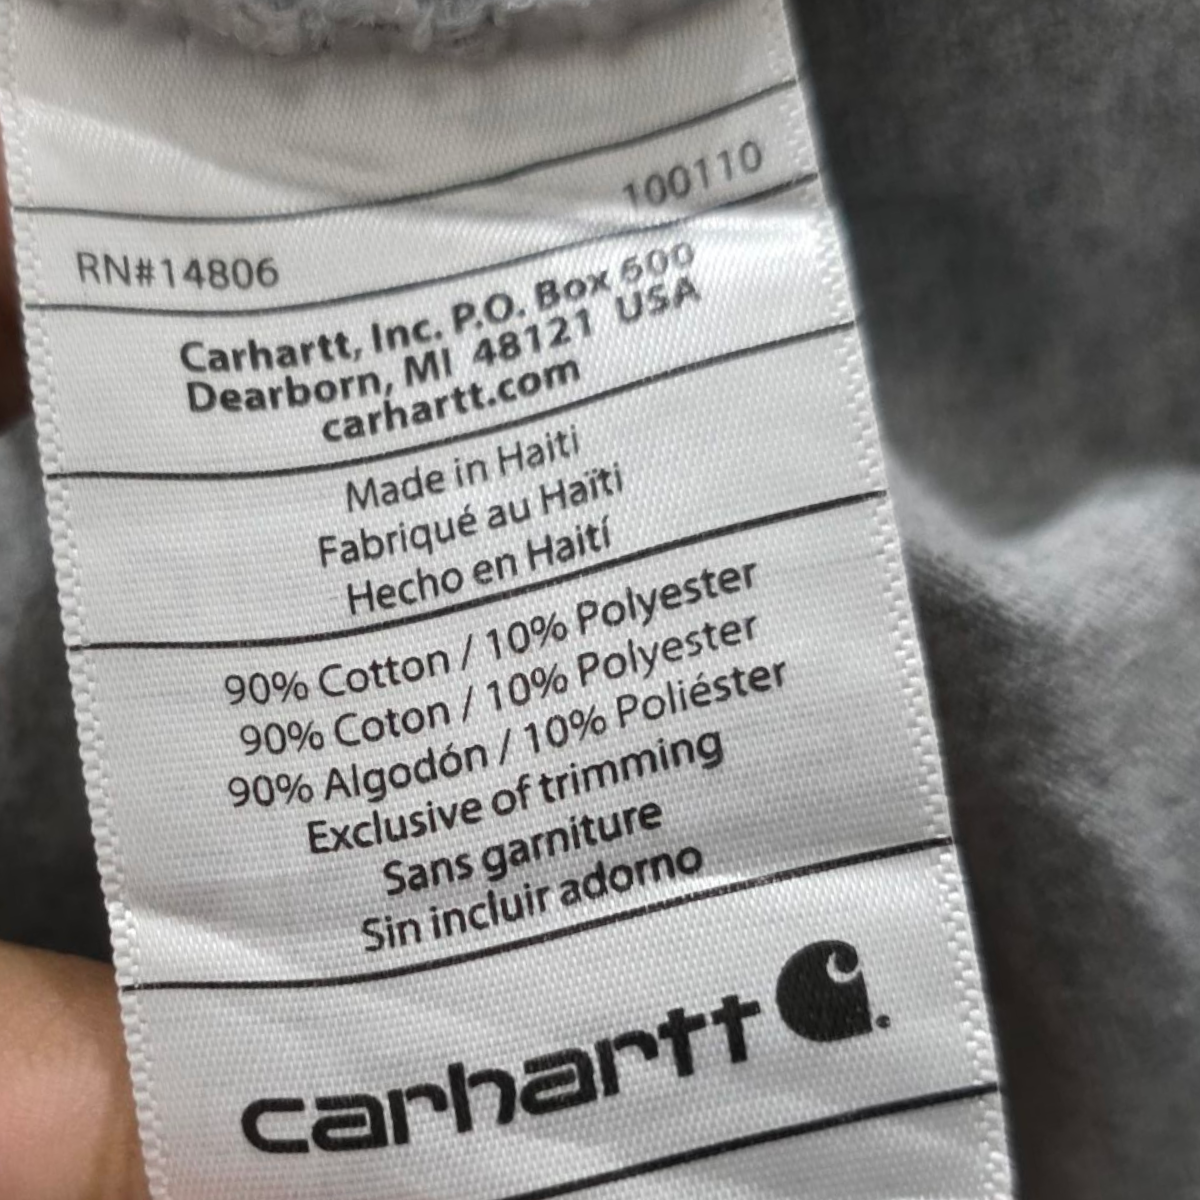 100110
RN#14806
Carhartt, Inc. P.O. Box 600
Dearborn, MI 48121 USA
carhartt.com
Made in Haiti
Fabriqué au Haïti
Hecho en Haití
90% Cotton / 10% Polyester
90% Coton / 10% Polyester
90% Algodón / 10% Poliéster
Exclusive of trimming
Sans garniture
Sin incluir adorno
carhartt